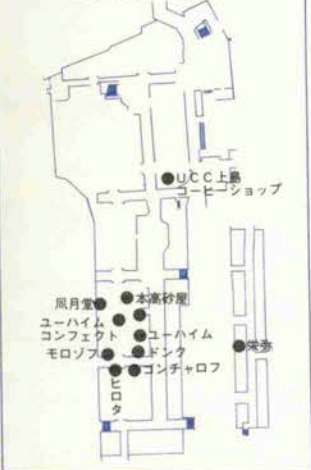 UCC上島
コーヒーショップ
風月堂
本高砂屋
ユーハイム
コンフェクト
ユーハイム
モロゾフ
ドンク
栄弥
ゴンチャロフ
ヒロタ